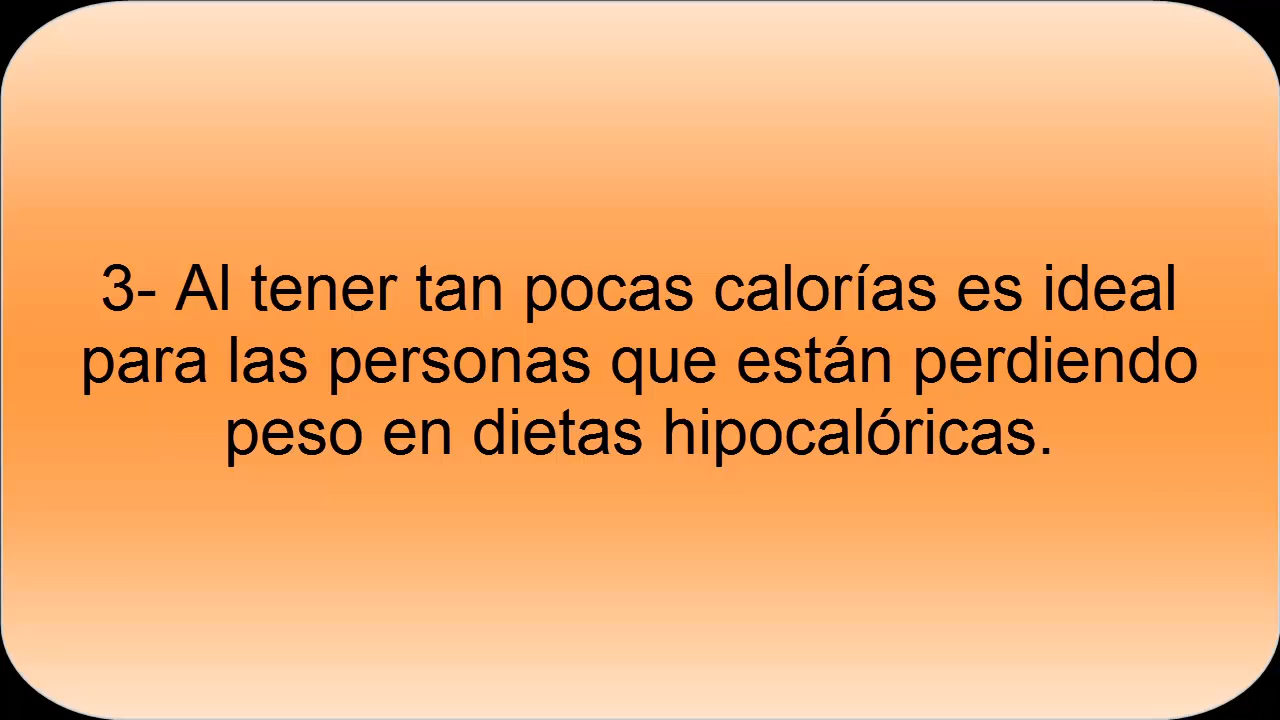 3- Al tener tan pocas calorías es ideal
para las personas que están perdiendo
peso en dietas hipocalóricas.